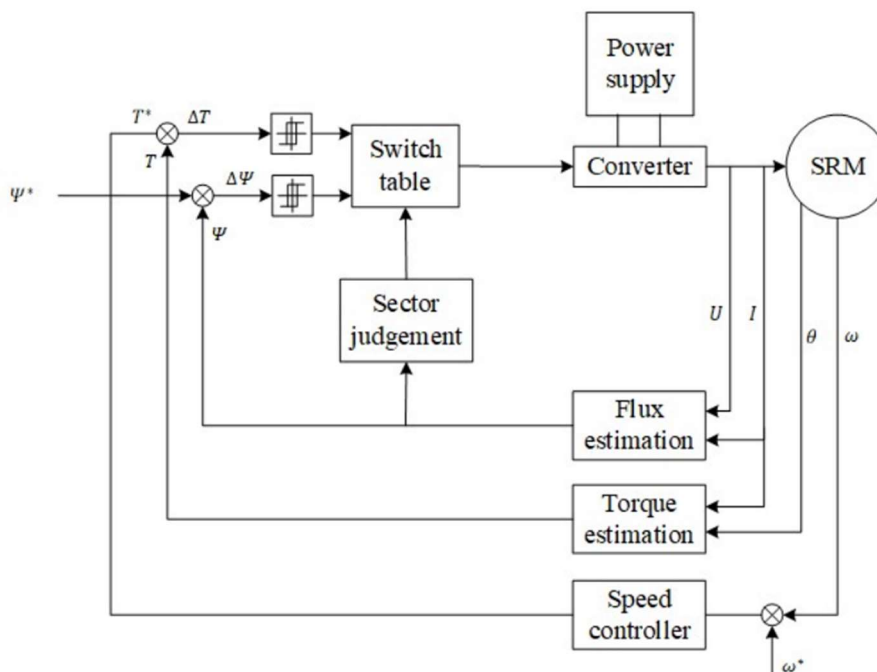 Power
supply
T*
ΔT
T
Switch
table
Converter
SRM
Ψ*
ΔΨ
Ψ
Sector
judgement
U
I
θ
ω
Flux
estimation
Torque
estimation
Speed
controller
ω*